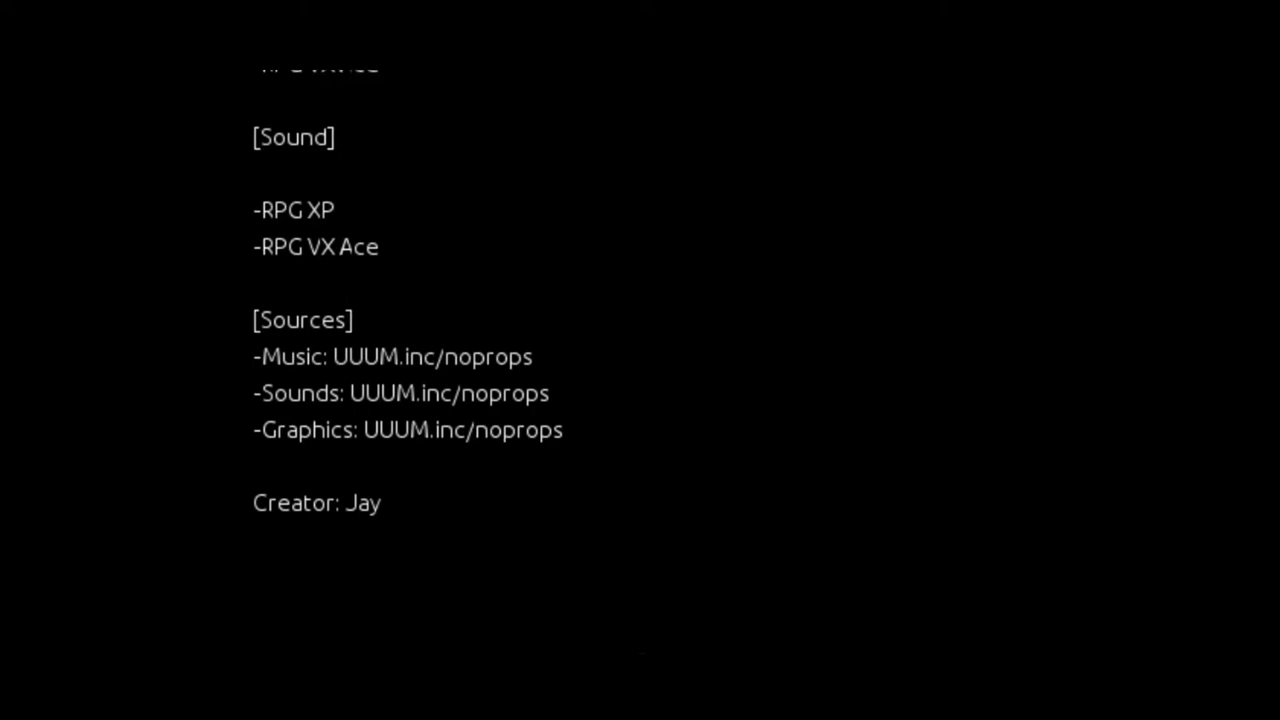 [Sound]
-RPG XP
-RPG VX Ace
[Sources]
-Music: UUUM.inc/noprops
-Sounds: UUUM.inc/noprops
-Graphics: UUUM.inc/noprops
Creator: Jay